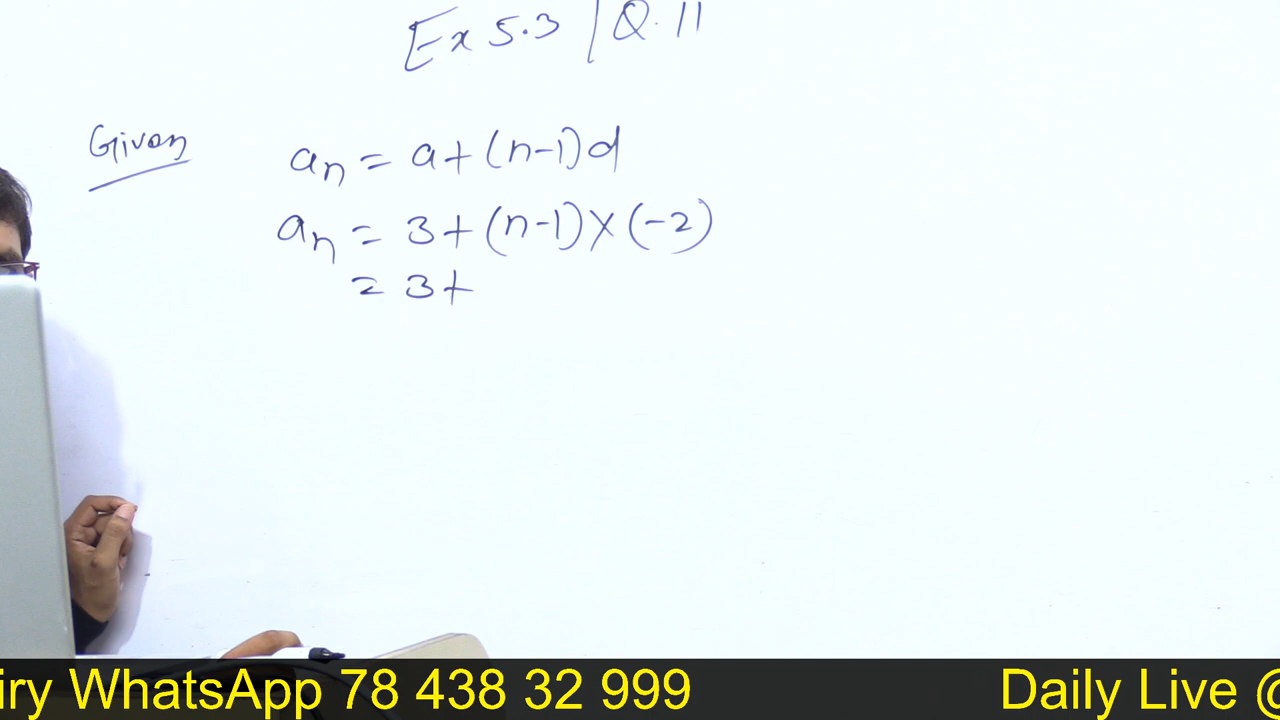 Ex 5.3 / Q.11
Given
aₙ = a + (n-1)d
aₙ = 3 + (n-1) × (-2)
= 3 +
iry WhatsApp 78 438 32 999
Daily Live @